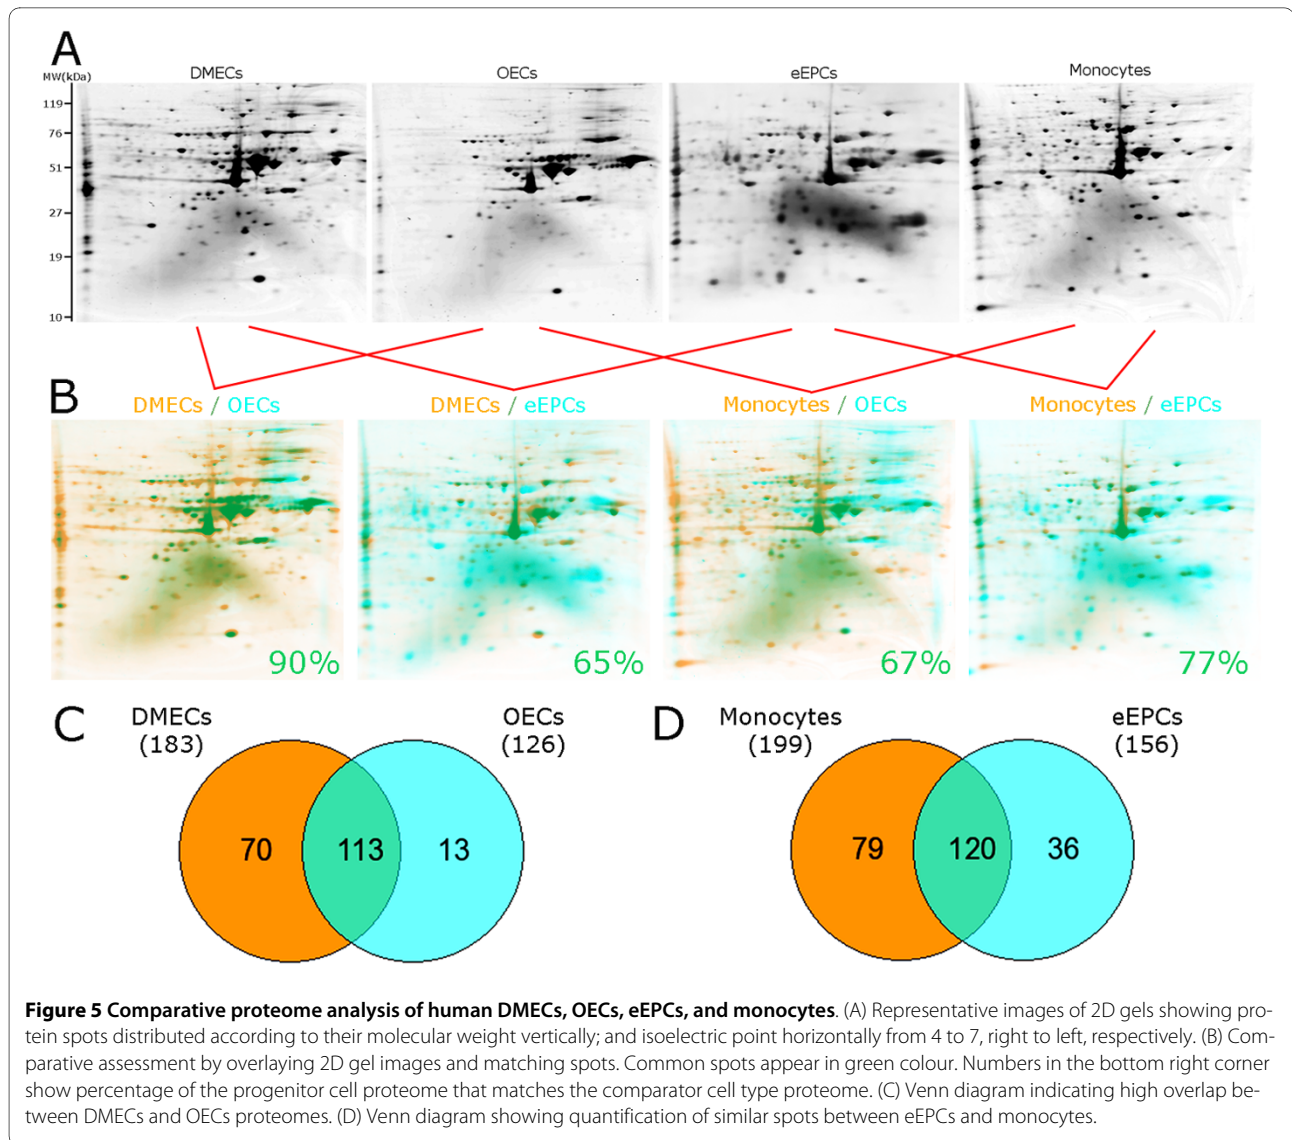 A
MW(kDa)
DMECs
OECs
eEPCs
Monocytes
119
76
51
27
19
10
B
DMECs / OECs
DMECs / eEPCs
Monocytes / OECs
Monocytes / eEPCs
90%
65%
67%
77%
C
DMECs
(183)
OECs
(126)
70
113
13
D
Monocytes
(199)
eEPCs
(156)
79
120
36
Figure 5 Comparative proteome analysis of human DMECs, OECs, eEPCs, and monocytes. (A) Representative images of 2D gels showing pro-
tein spots distributed according to their molecular weight vertically; and isoelectric point horizontally from 4 to 7, right to left, respectively. (B) Com-
parative assessment by overlaying 2D gel images and matching spots. Common spots appear in green colour. Numbers in the bottom right corner
show percentage of the progenitor cell proteome that matches the comparator cell type proteome. (C) Venn diagram indicating high overlap be-
tween DMECs and OECs proteomes. (D) Venn diagram showing quantification of similar spots between eEPCs and monocytes.